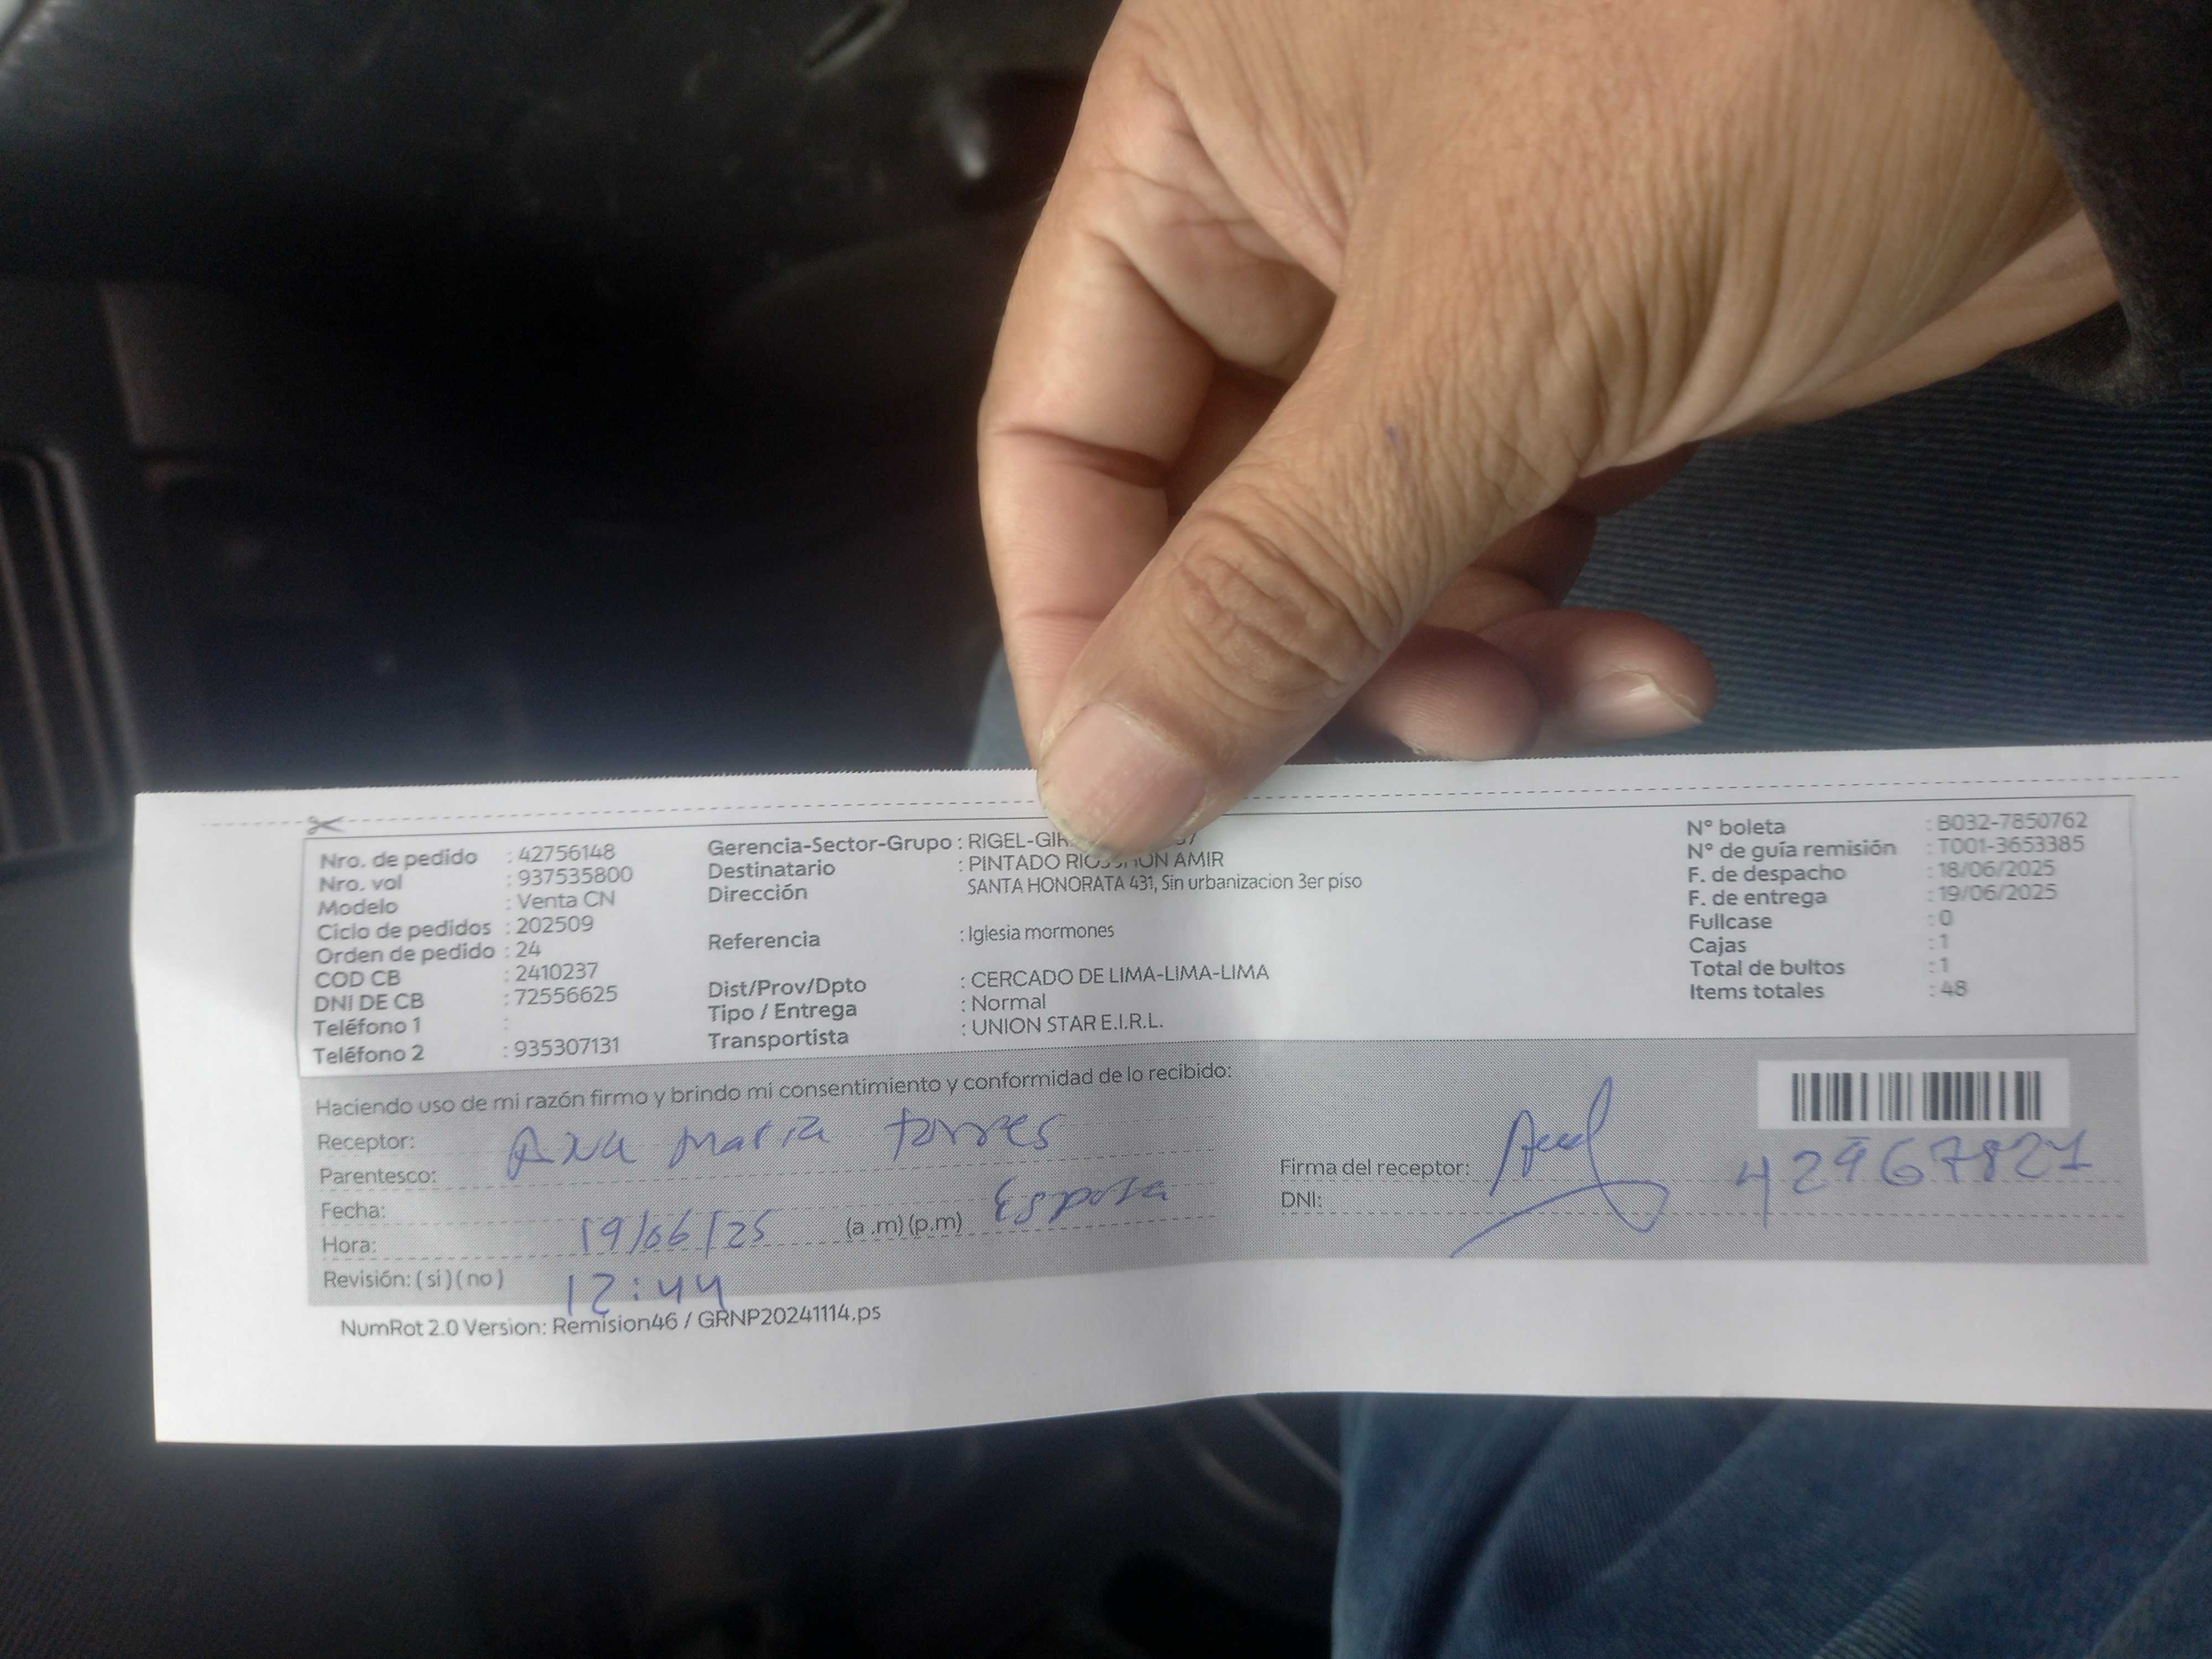 Nro. de pedido : 42756148
Nro. vol : 937535800
Modelo : Venta CN
Ciclo de pedidos : 202509
Orden de pedido : 24
COD CB : 2410237
DNI DE CB : 72556625
Teléfono 1 :
Teléfono 2 : 935307131
Gerencia-Sector-Grupo : RIGEL-
Destinatario : PINTADO AMIR
Dirección SANTA HONORATA 431, Sin urbanizacion 3er piso
Referencia : Iglesia mormones
Dist/Prov/Dpto : CERCADO DE LIMA-LIMA-LIMA
Tipo / Entrega : Normal
Transportista : UNION STAR E.I.R.L.
N° boleta : B032-7850762
N° de guía remisión : T001-3653385
F. de despacho : 18/06/2025
F. de entrega : 19/06/2025
Fullcase : 0
Cajas : 1
Total de bultos : 1
Items totales : 48
Haciendo uso de mi razón firmo y brindo mi consentimiento y conformidad de lo recibido:
Receptor: Ana Maria torres
Parentesco: Esposa
Fecha: 19/06/25
Hora: 12:44 (a .m) (p.m)
Revisión: ( si ) ( no )
Firma del receptor:
DNI: 42967821
NumRot 2.0 Version: Remision46 / GRNP20241114.ps